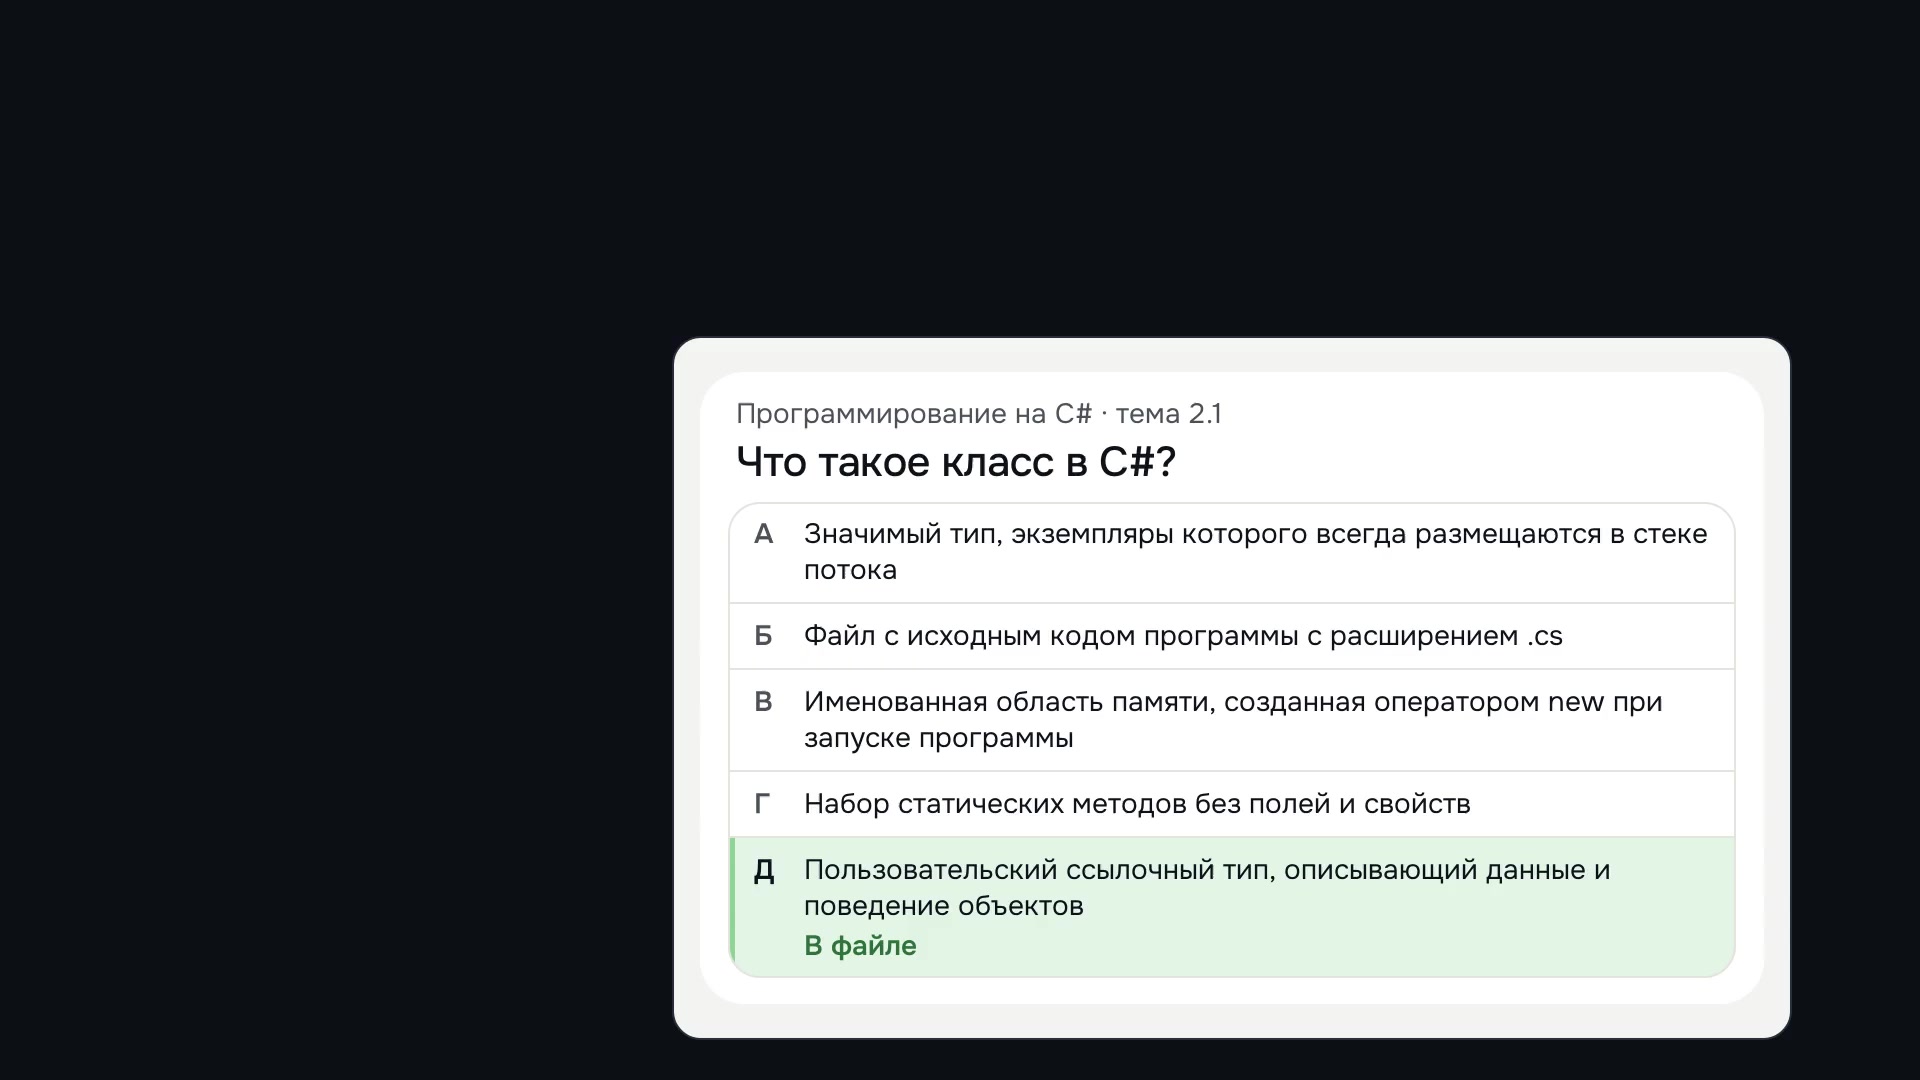 Программирование на C# · тема 2.1
Что такое класс в C#?
А Значимый тип, экземпляры которого всегда размещаются в стеке
потока
Б Файл с исходным кодом программы с расширением .cs
В Именованная область памяти, созданная оператором new при
запуске программы
Г Набор статических методов без полей и свойств
Д Пользовательский ссылочный тип, описывающий данные и
поведение объектов
В файле